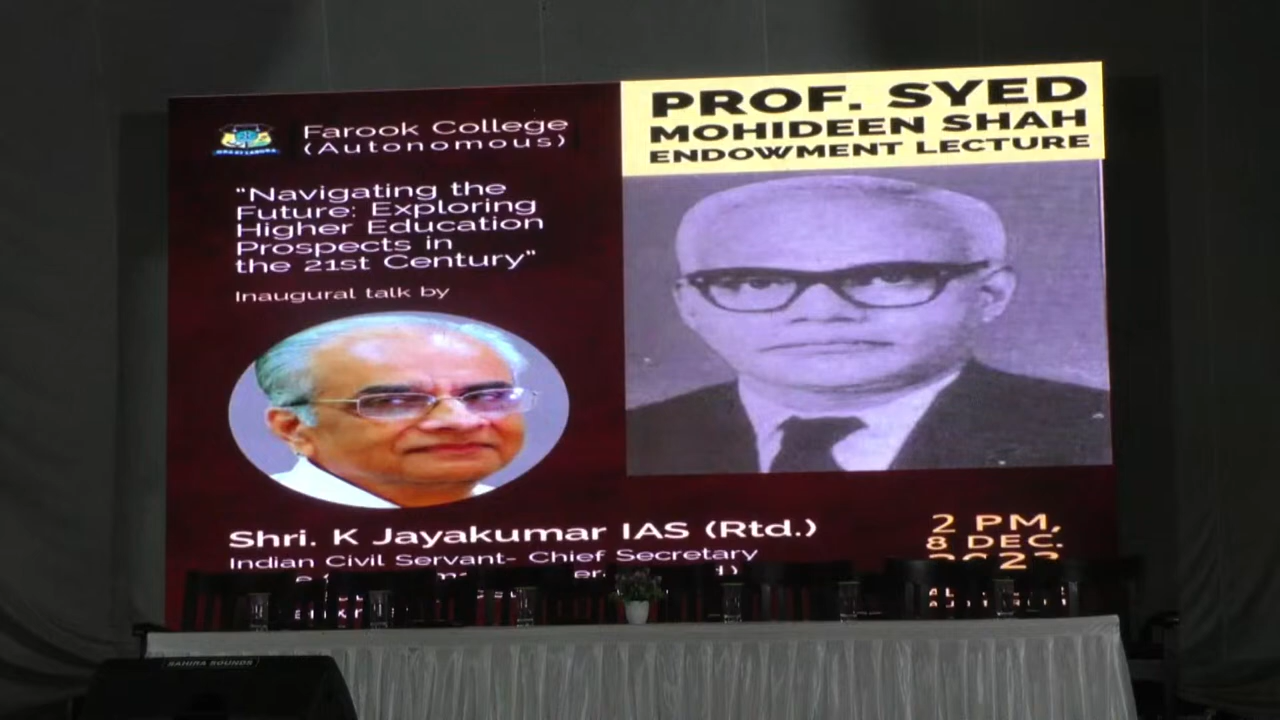 Farook College
(Autonomous)
"Navigating the
Future: Exploring
Higher Education
Prospects in
the 21st Century"
Inaugural talk by
Shri. K Jayakumar IAS (Rtd.)
Indian Civil Servant- Chief Secretary
PROF. SYED
MOHIDEEN SHAH
ENDOWMENT LECTURE
2 PM,
8 DEC.
SAHIRA SOUNDS